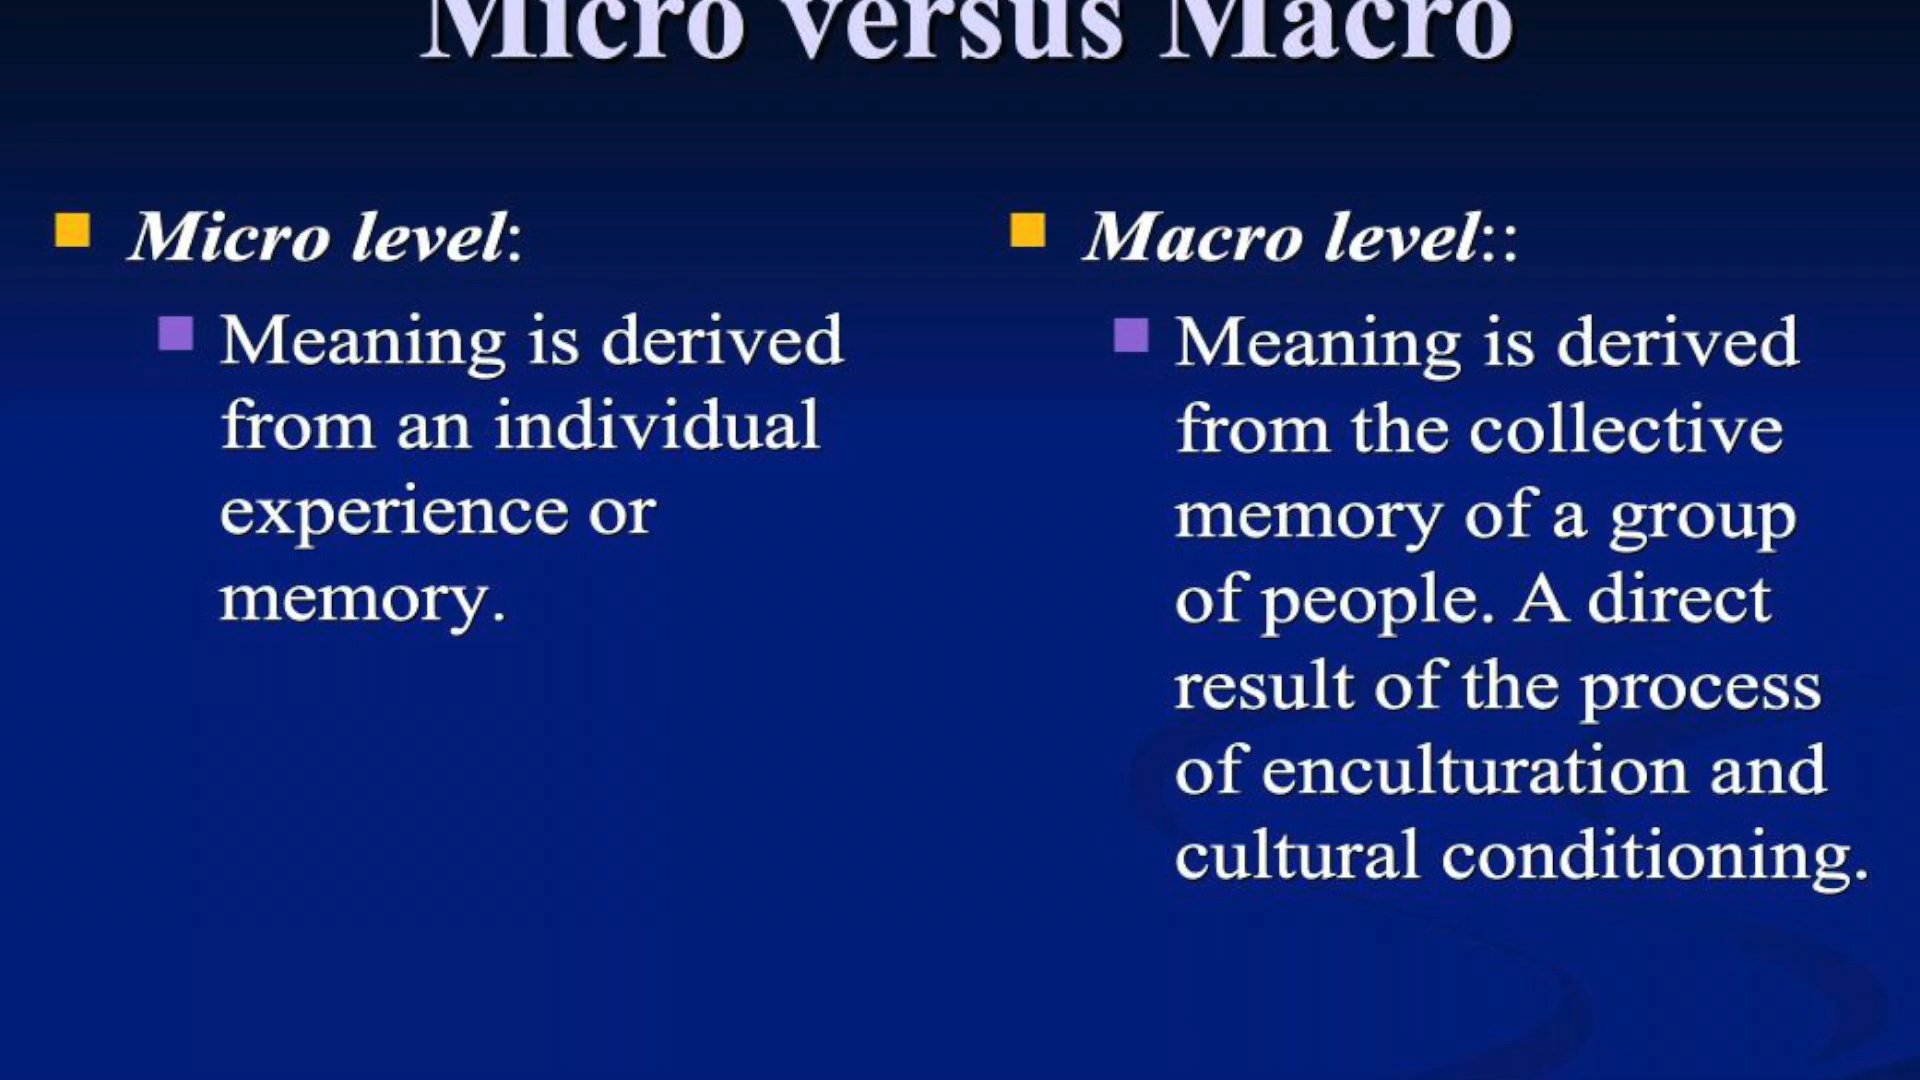 Micro versus Macro
Micro level:
Meaning is derived
from an individual
experience or
memory.
Macro level::
Meaning is derived
from the collective
memory of a group
of people. A direct
result of the process
of enculturation and
cultural conditioning.